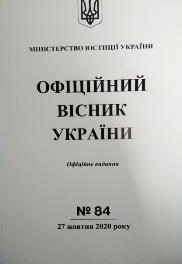 МІНІСТЕРСТВО ЮСТИЦІЇ УКРАЇНИ
ОФІЦІЙНИЙ
ВІСНИК
УКРАЇНИ
Офіційне видання
№ 84
27 жовтня 2020 року